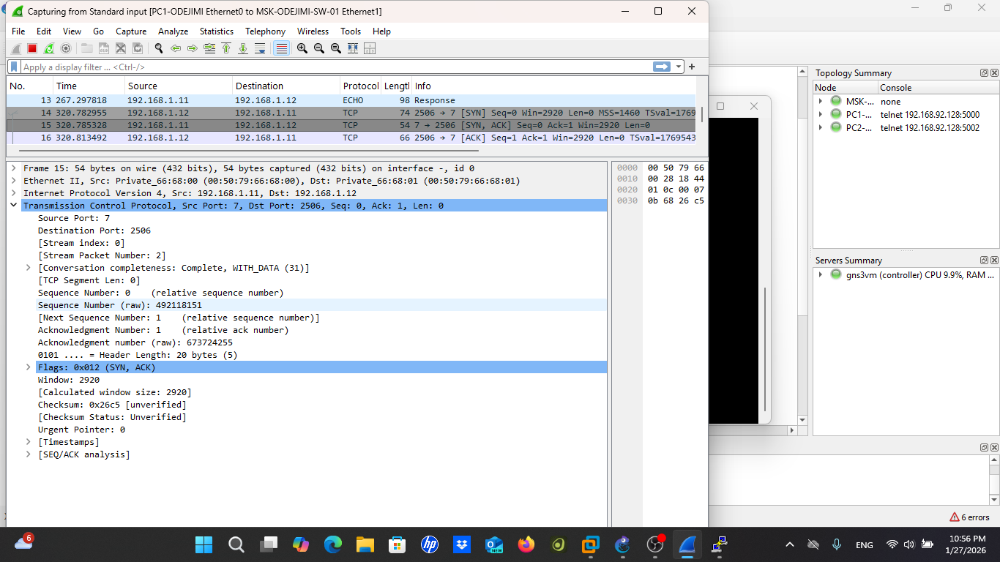 Capturing from Standard input [PC1-ODEJIMI Ethernet0 to MSK-ODEJIMI-SW-01 Ethernet1]
File Edit View Go Capture Analyze Statistics Telephony Wireless Tools Help
Apply a display filter ... <Ctrl-/>
No. Time Source Destination Protocol Lengtl Info
13 267.297818 192.168.1.11 192.168.1.12 ECHO 98 Response
14 320.782955 192.168.1.12 192.168.1.11 TCP 74 2506 → 7 [SYN] Seq=0 Win=2920 Len=0 MSS=1460 TSval=1769
15 320.785328 192.168.1.11 192.168.1.12 TCP 54 7 → 2506 [SYN, ACK] Seq=0 Ack=1 Win=2920 Len=0
16 320.813492 192.168.1.12 192.168.1.11 TCP 66 2506 → 7 [ACK] Seq=1 Ack=1 Win=2920 Len=0 TSval=1769543
Frame 15: 54 bytes on wire (432 bits), 54 bytes captured (432 bits) on interface -, id 0
Ethernet II, Src: Private_66:68:00 (00:50:79:66:68:00), Dst: Private_66:68:01 (00:50:79:66:68:01)
Internet Protocol Version 4, Src: 192.168.1.11, Dst: 192.168.1.12
Transmission Control Protocol, Src Port: 7, Dst Port: 2506, Seq: 0, Ack: 1, Len: 0
Source Port: 7
Destination Port: 2506
[Stream index: 0]
[Stream Packet Number: 2]
[Conversation completeness: Complete, WITH_DATA (31)]
[TCP Segment Len: 0]
Sequence Number: 0 (relative sequence number)
Sequence Number (raw): 492118151
[Next Sequence Number: 1 (relative sequence number)]
Acknowledgment Number: 1 (relative ack number)
Acknowledgment number (raw): 673724255
0101 .... = Header Length: 20 bytes (5)
Flags: 0x012 (SYN, ACK)
Window: 2920
[Calculated window size: 2920]
Checksum: 0x26c5 [unverified]
[Checksum Status: Unverified]
Urgent Pointer: 0
[Timestamps]
[SEQ/ACK analysis]
0000 00 50 79 66
0010 00 28 18 44
0020 01 0c 00 07
0030 0b 68 26 c5
Topology Summary
Node Console
MSK-... none
PC1-... telnet 192.168.92.128:5000
PC2-... telnet 192.168.92.128:5002
Servers Summary
gns3vm (controller) CPU 9.9%, RAM ...
6 errors
6
NEW
ENG
10:56 PM
1/27/2026